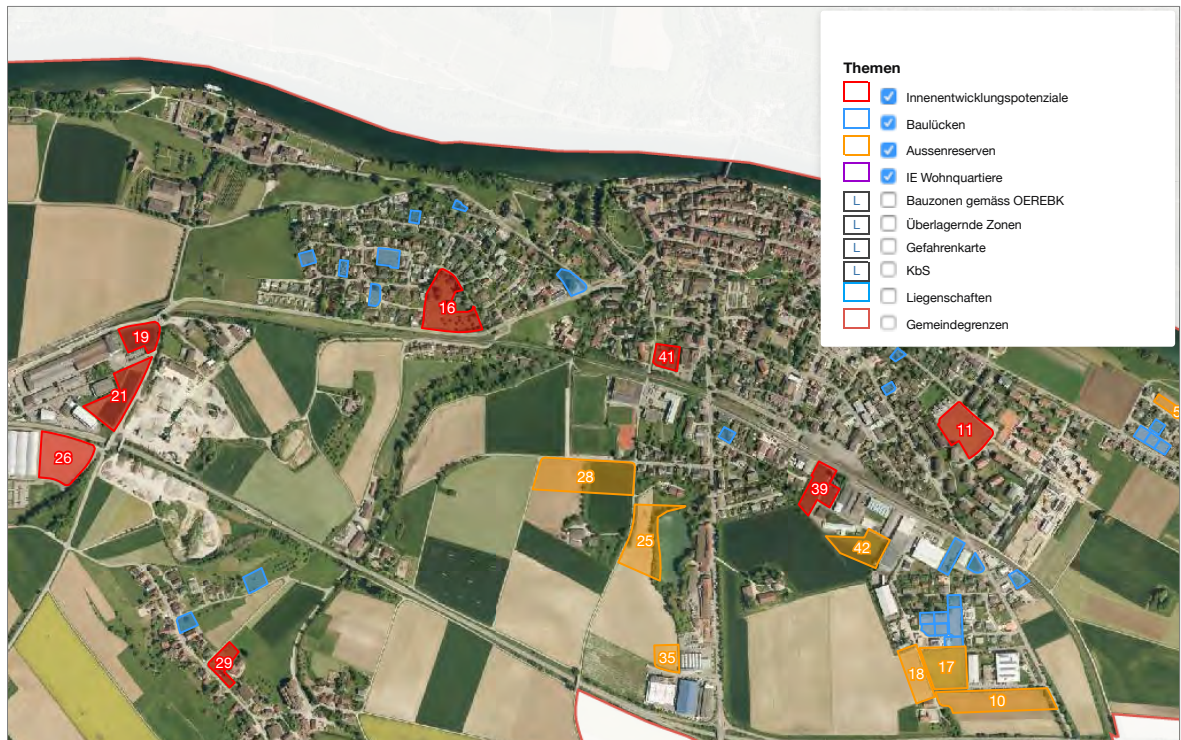 Themen
Innenentwicklungspotenziale
Baulücken
Aussenreserven
IE Wohnquartiere
L Bauzonen gemäss OEREBK
L Überlagernde Zonen
L Gefahrenkarte
L KbS
Liegenschaften
Gemeindegrenzen
16
19
41
21
5
11
26
28
39
25
42
29
35
18
17
10